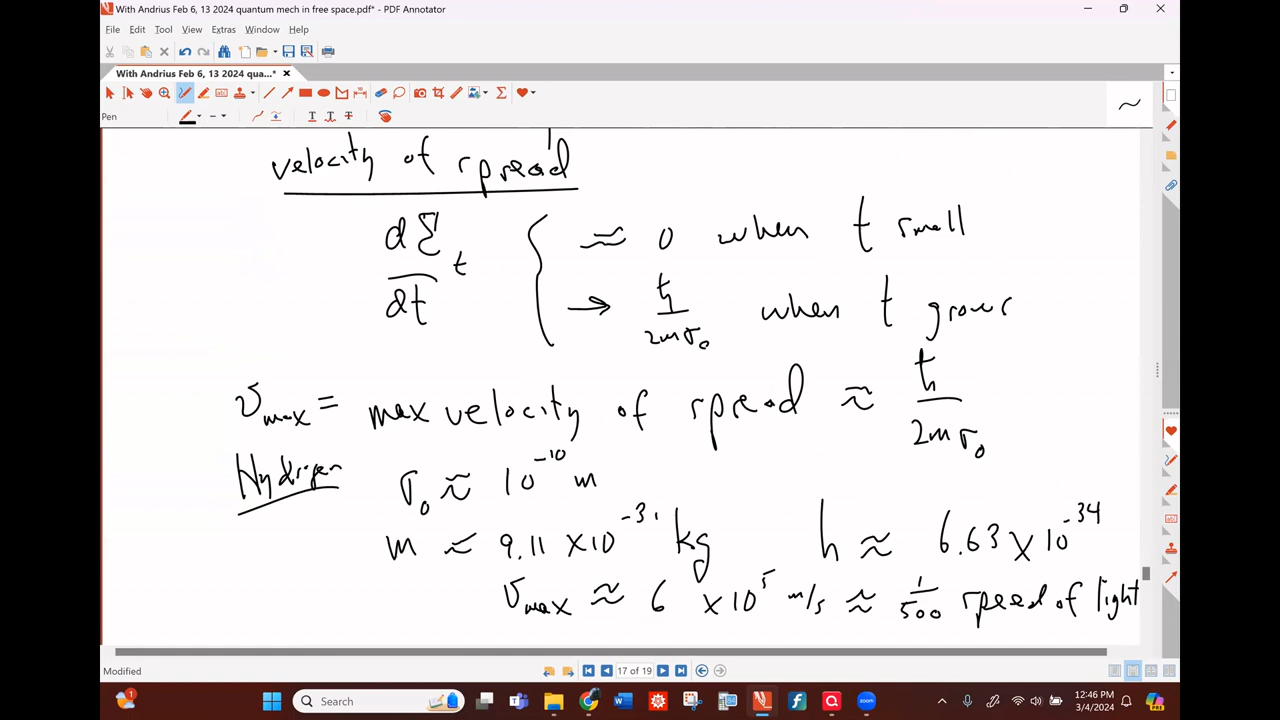 With Andrius Feb 6, 13 2024 quantum mech in free space.pdf* - PDF Annotator
File Edit Tool View Extras Window Help
With Andrius Feb 6, 13 2024 qua...*
Pen
velocity of spread
dΣ_t/dt { ≈ 0 when t small
→ ħ/2mσ₀ when t grows
v_max = max velocity of spread ≈ ħ/2mσ₀
Hydrogen σ₀ ≈ 10⁻¹⁰ m
m ≈ 9.11 × 10⁻³¹ kg h ≈ 6.63 × 10⁻³⁴
v_max ≈ 6 × 10⁵ m/s ≈ 1/500 speed of light
Modified 17 of 19
Search
12:46 PM
3/4/2024